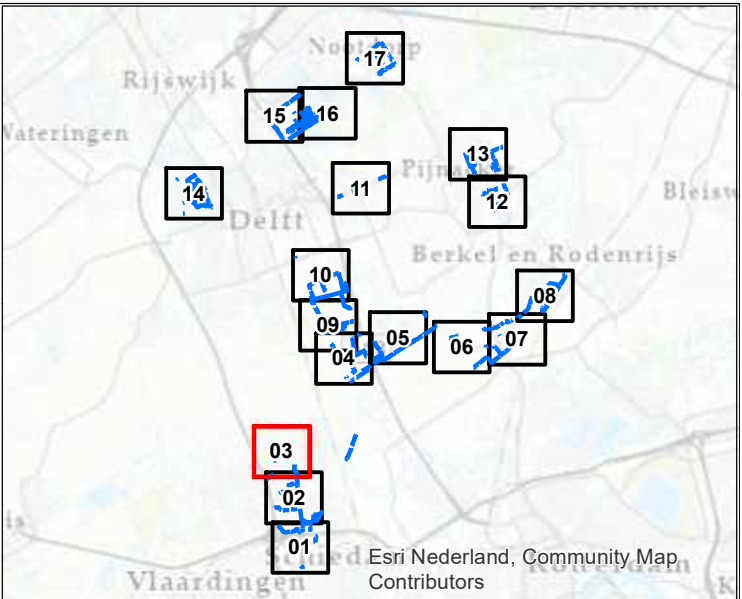 Nootdorp
17
Rijswijk
15
16
Wateringen
13
Pijnacker
11
14
12
Delft
Berkel en Rodenrijs
10
08
09
05
07
06
04
03
02
01
Schiedam
Esri Nederland, Community Map
Contributors
Rotterdam
Vlaardingen